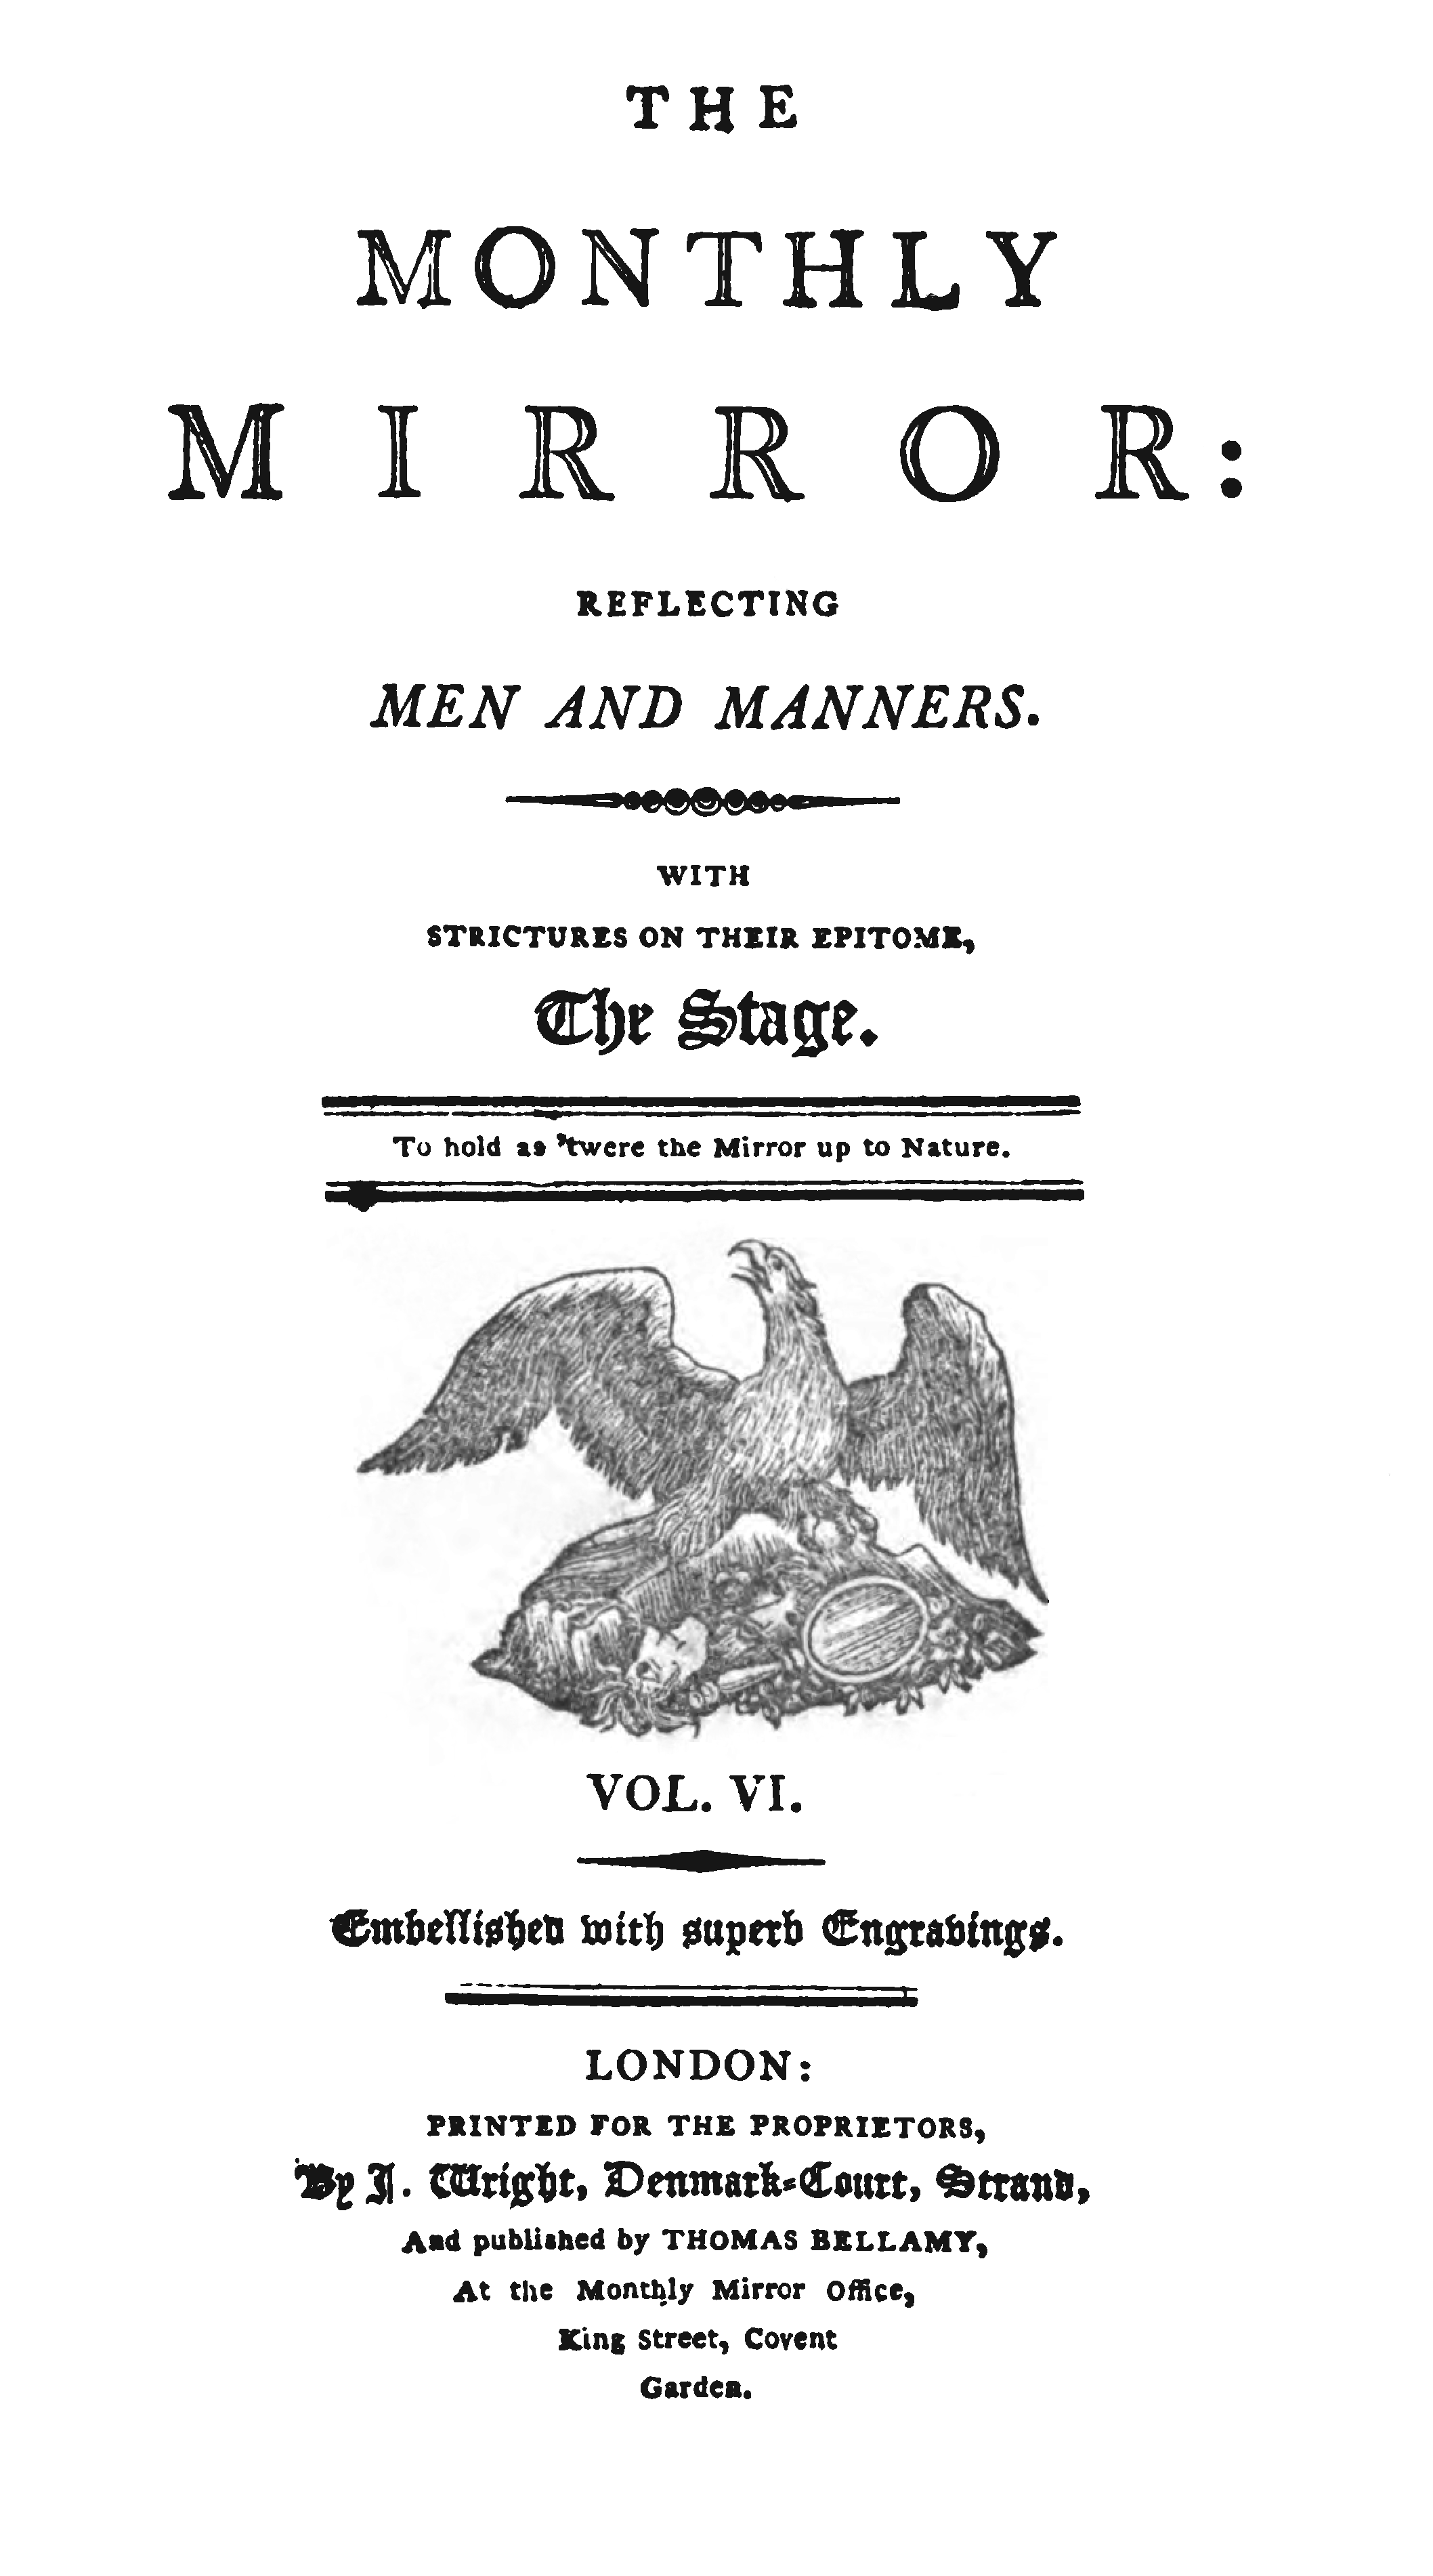 THE
MONTHLY
MIRROR:
REFLECTING
MEN AND MANNERS.
WITH
STRICTURES ON THEIR EPITOME,
The Stage.
To hold as 'twere the Mirror up to Nature.
VOL. VI.
Embellished with superb Engravings.
LONDON:
PRINTED FOR THE PROPRIETORS,
By J. Wright, Denmark-Court, Strand,
And published by THOMAS BELLAMY,
At the Monthly Mirror Office,
King Street, Covent
Garden.